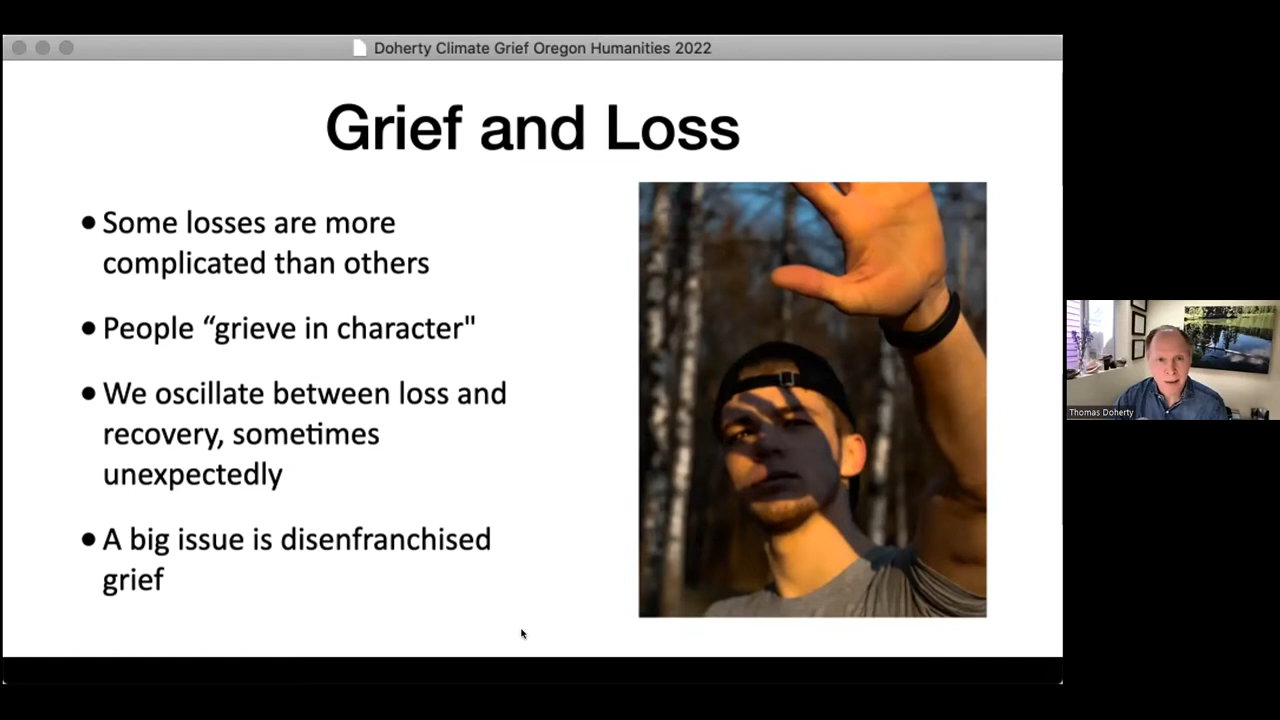 Doherty Climate Grief Oregon Humanities 2022
Grief and Loss
• Some losses are more
complicated than others
• People “grieve in character"
• We oscillate between loss and
recovery, sometimes
unexpectedly
• A big issue is disenfranchised
grief
Thomas Doherty